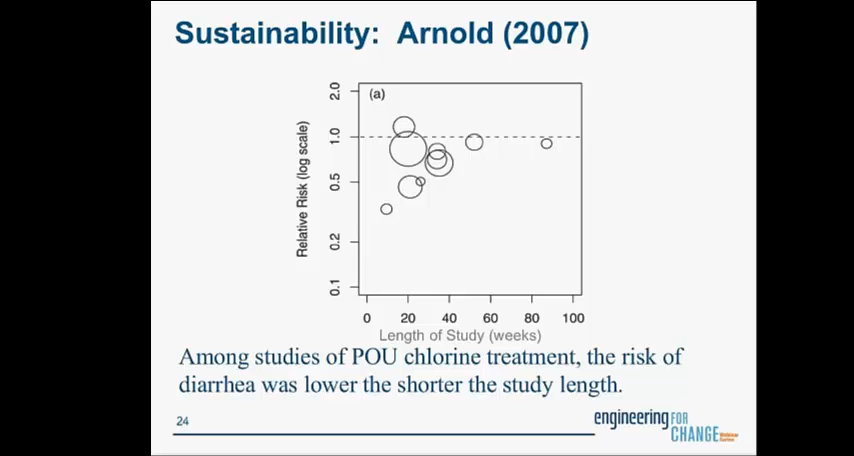 Sustainability: Arnold (2007)
(a)
2.0
1.0
0.5
0.2
0.1
Relative Risk (log scale)
0 20 40 60 80 100
Length of Study (weeks)
Among studies of POU chlorine treatment, the risk of
diarrhea was lower the shorter the study length.
24
engineering FOR
CHANGE Webinar
Series